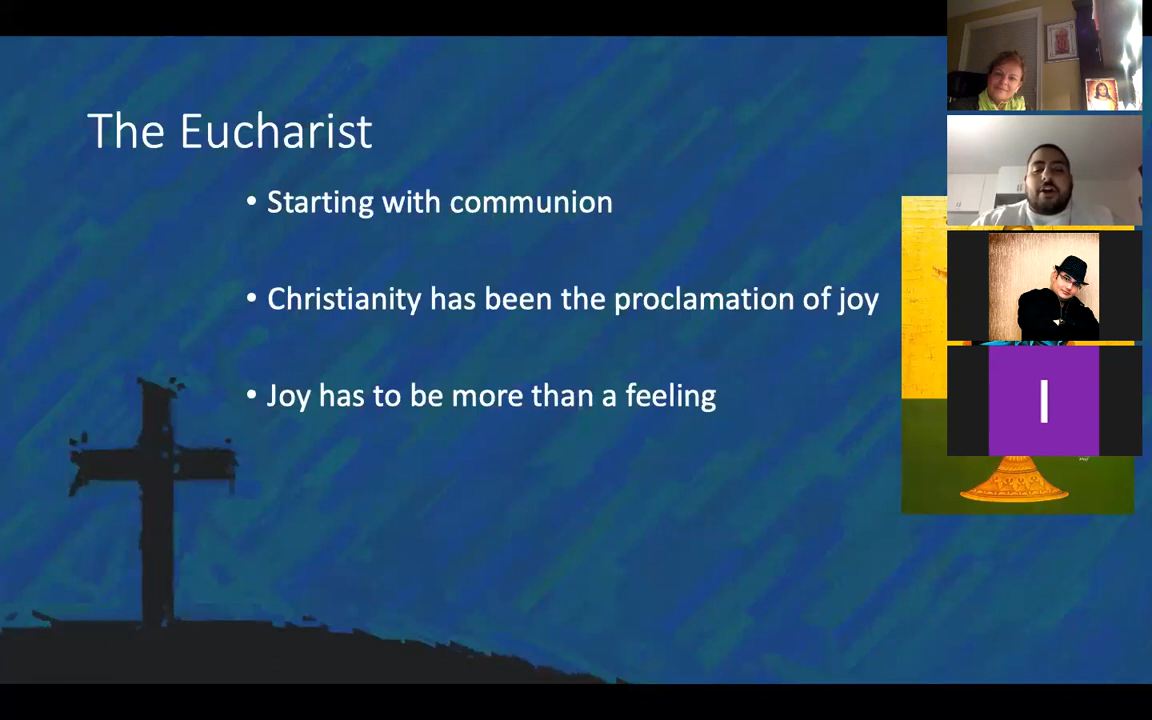 The Eucharist
• Starting with communion
• Christianity has been the proclamation of joy
• Joy has to be more than a feeling
I